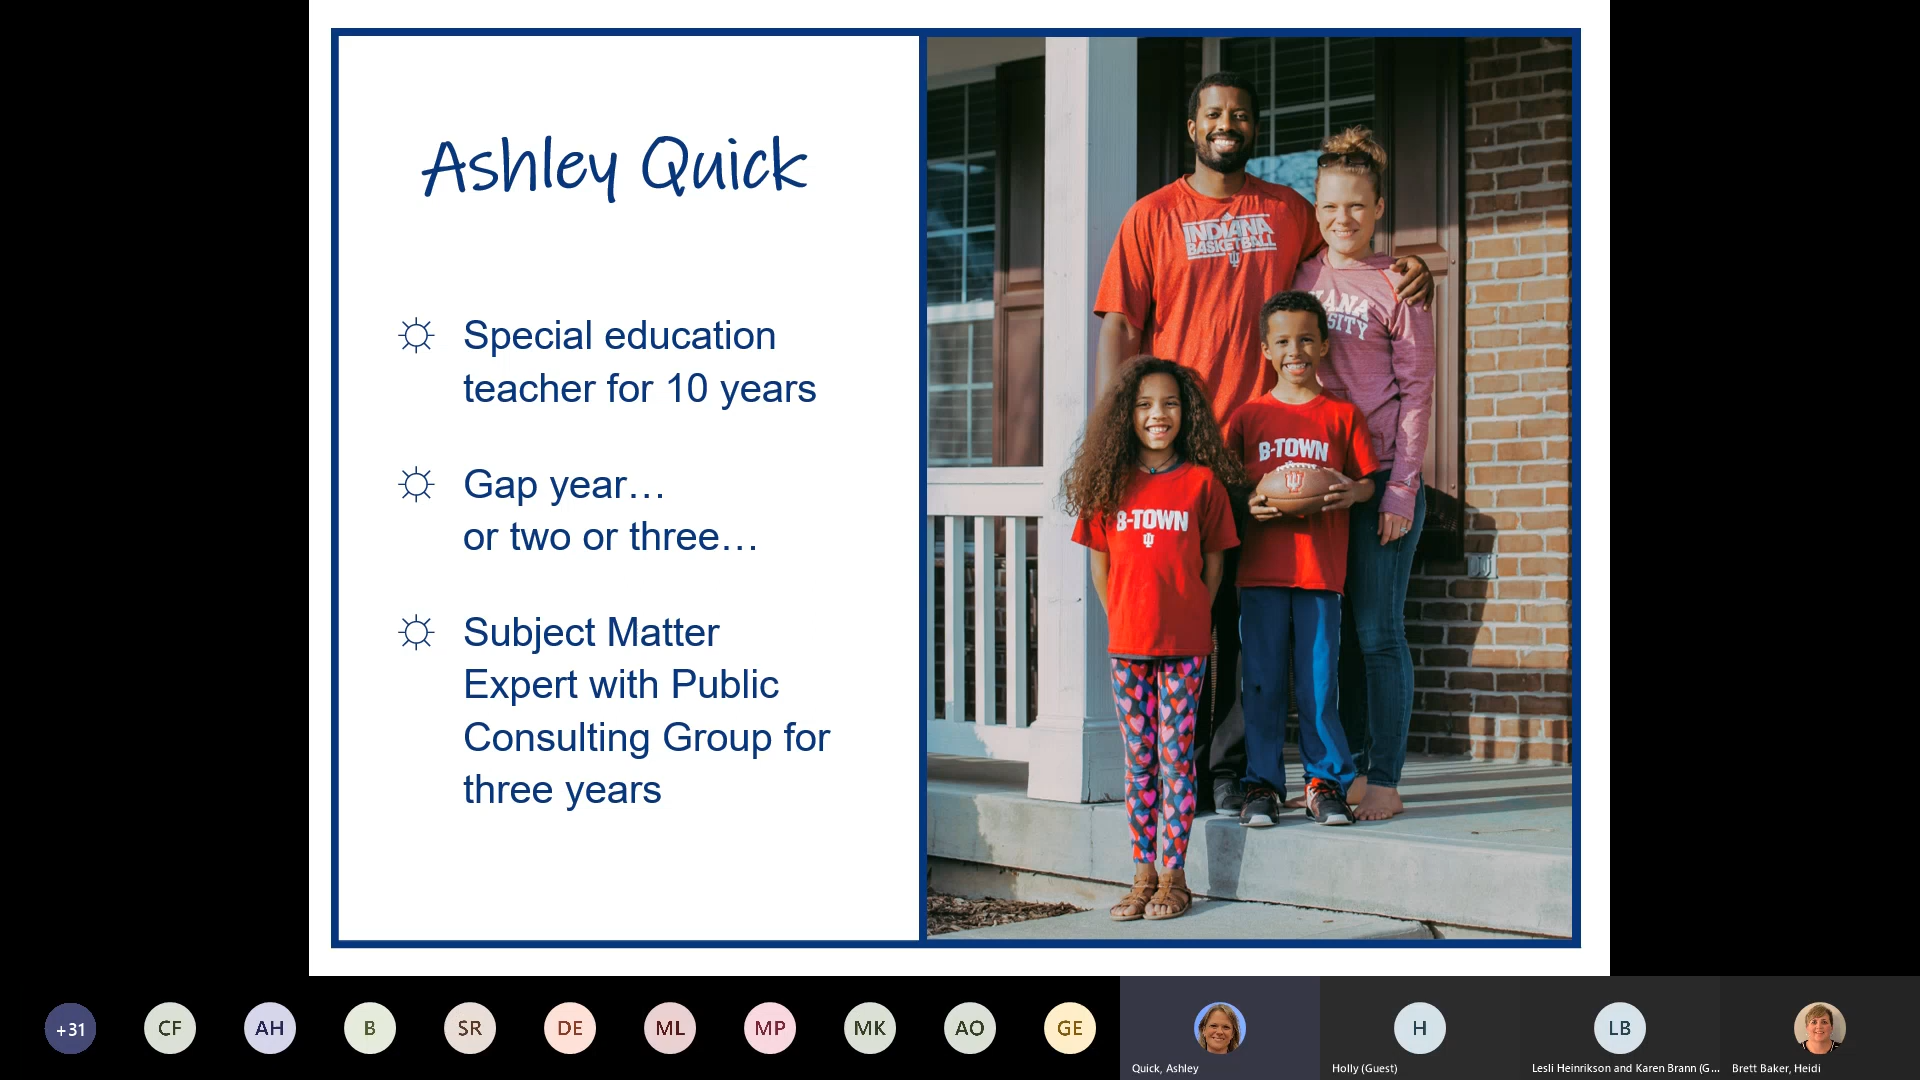 Ashley Quick
Special education
teacher for 10 years
Gap year…
or two or three…
Subject Matter
Expert with Public
Consulting Group for
three years
INDIANA
BASKETBALL
B-TOWN
B-TOWN
+31
CF
AH
B
SR
DE
ML
MP
MK
AO
GE
H
LB
Quick, Ashley
Holly (Guest)
Lesli Heinrikson and Karen Brann (G...
Brett Baker, Heidi